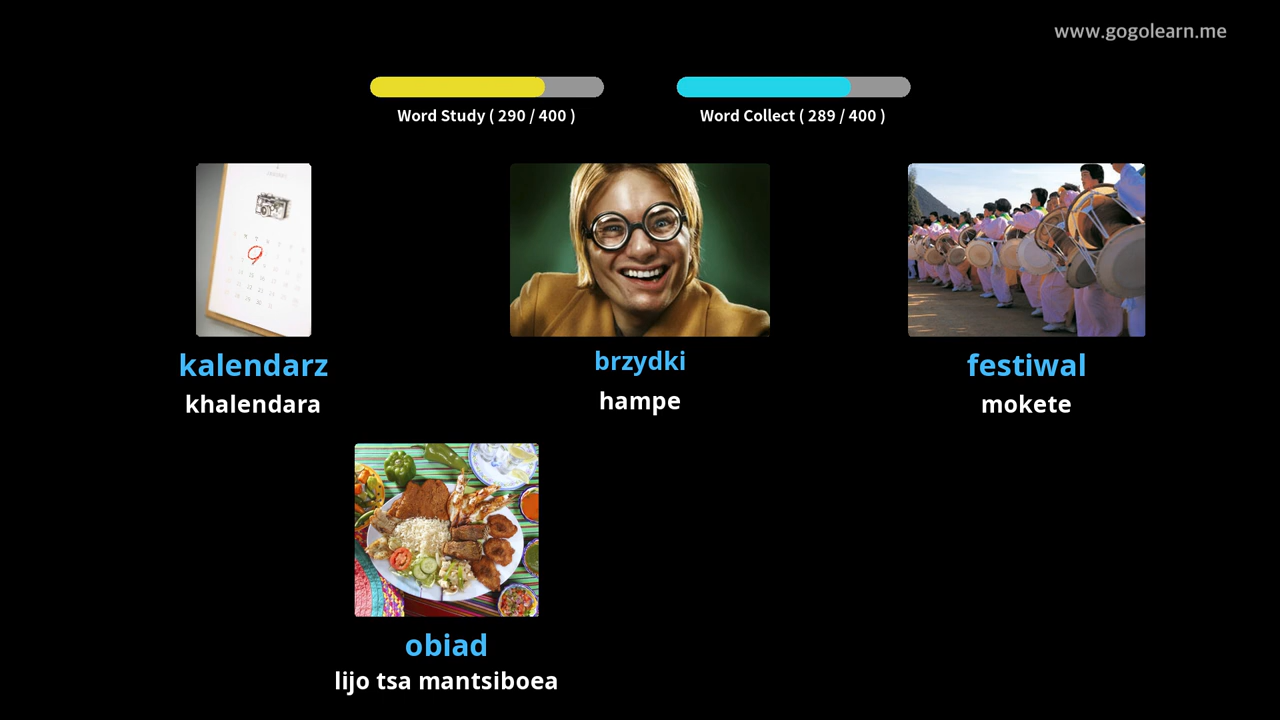 www.gogolearn.me
Word Study ( 290 / 400 )
Word Collect ( 289 / 400 )
kalendarz
khalendara
brzydki
hampe
festiwal
mokete
obiad
lijo tsa mantsiboea